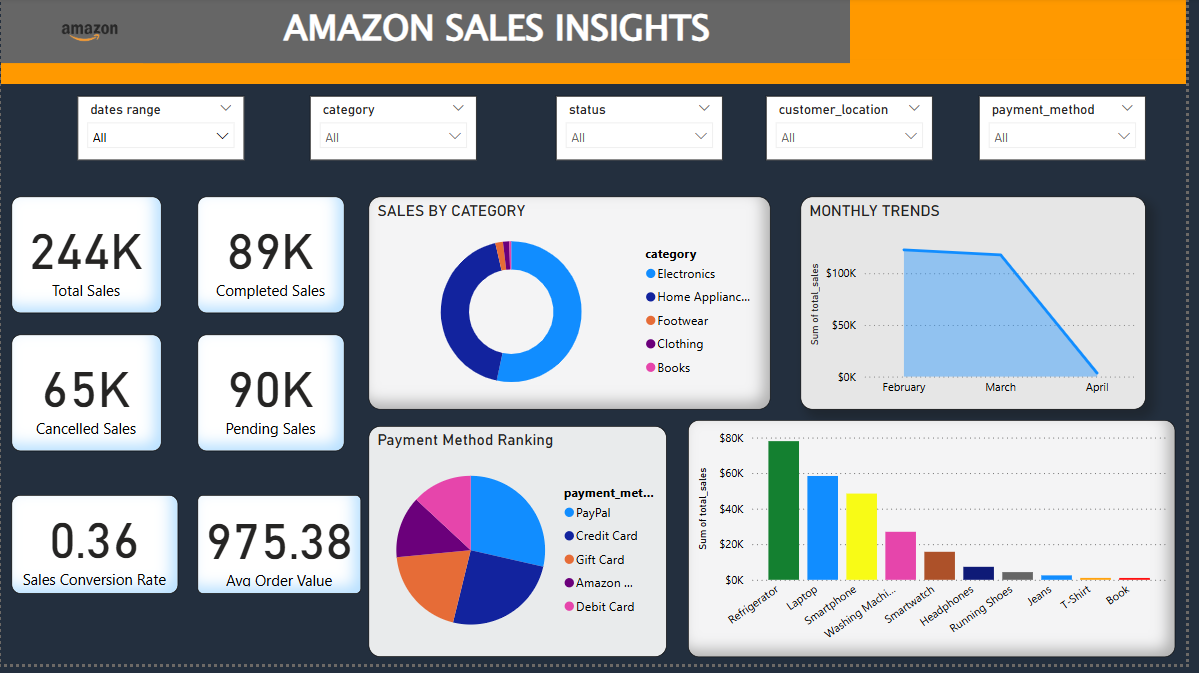 amazon
AMAZON SALES INSIGHTS
dates range
All
category
All
status
All
customer_location
All
payment_method
All
244K
Total Sales
89K
Completed Sales
65K
Cancelled Sales
90K
Pending Sales
0.36
Sales Conversion Rate
975.38
Avg Order Value
SALES BY CATEGORY
category
Electronics
Home Applianc...
Footwear
Clothing
Books
MONTHLY TRENDS
Sum of total_sales
$100K
$50K
$0K
February
March
April
Payment Method Ranking
payment_met...
PayPal
Credit Card
Gift Card
Amazon ...
Debit Card
Sum of total_sales
$80K
$60K
$40K
$20K
$0K
Refrigerator
Laptop
Smartphone
Washing Machi...
Smartwatch
Headphones
Running Shoes
Jeans
T-Shirt
Book